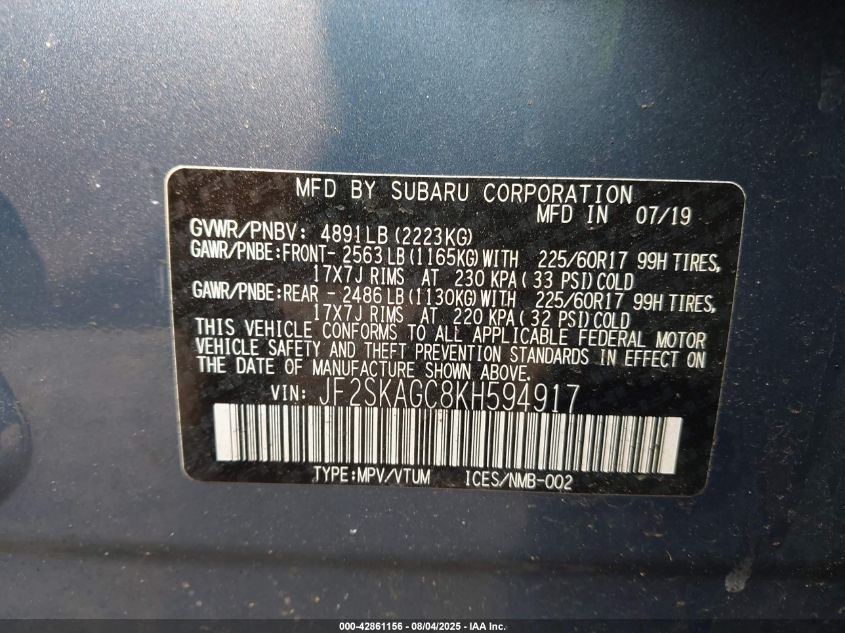 MFD BY SUBARU CORPORATION
MFD IN 07/19
GVWR/PNBV: 4891LB (2223KG)
GAWR/PNBE:FRONT- 2563LB(1165KG)WITH 225/60R17 99H TIRES,
17X7J RIMS AT 230 KPA( 33 PSI)COLD
GAWR/PNBE:REAR - 2486LB(1130KG)WITH 225/60R17 99H TIRES,
17X7J RIMS AT 220 KPA( 32 PSI)COLD
THIS VEHICLE CONFORMS TO ALL APPLICABLE FEDERAL MOTOR
VEHICLE SAFETY AND THEFT PREVENTION STANDARDS IN EFFECT ON
THE DATE OF MANUFACTURE SHOWN ABOVE.
VIN: JF2SKAGC8KH594917
TYPE:MPV/VTUM ICES/NMB-002
000-42861156 - 08/04/2025 - IAA Inc.